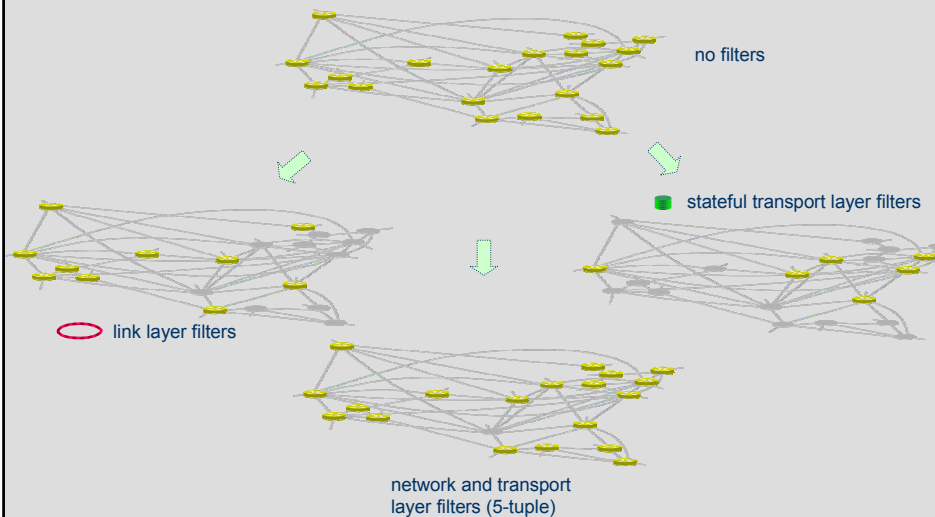 no filters
stateful transport layer filters
link layer filters
network and transport
layer filters (5-tuple)